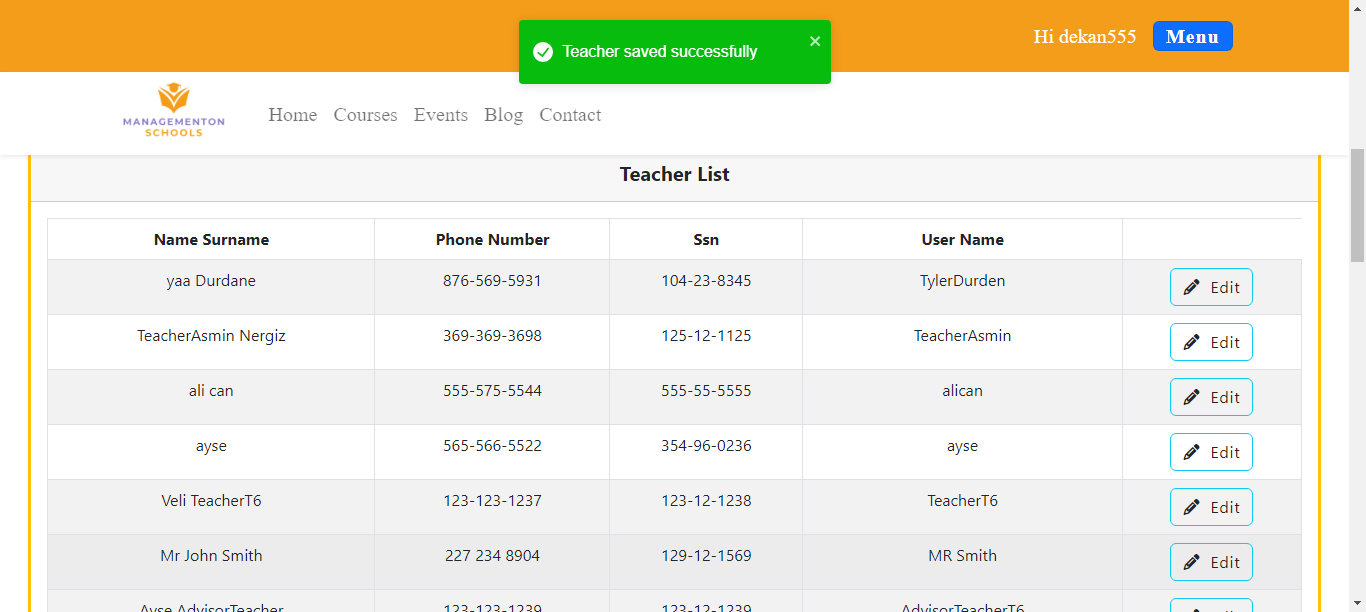 Teacher saved successfully ×
Hi dekan555 Menu
MANAGEMENTON
SCHOOLS
Home Courses Events Blog Contact
Teacher List
Name Surname Phone Number Ssn User Name
yaa Durdane 876-569-5931 104-23-8345 TylerDurden Edit
TeacherAsmin Nergiz 369-369-3698 125-12-1125 TeacherAsmin Edit
ali can 555-575-5544 555-55-5555 alican Edit
ayse 565-566-5522 354-96-0236 ayse Edit
Veli TeacherT6 123-123-1237 123-12-1238 TeacherT6 Edit
Mr John Smith 227 234 8904 129-12-1569 MR Smith Edit
Ayse AdvisorTeacher 123-123-1239 123-12-1239 AdvisorTeacherT6